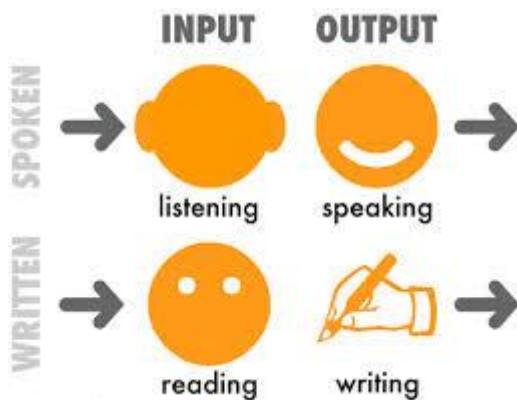 INPUT OUTPUT
SPOKEN
listening speaking
WRITTEN
reading writing